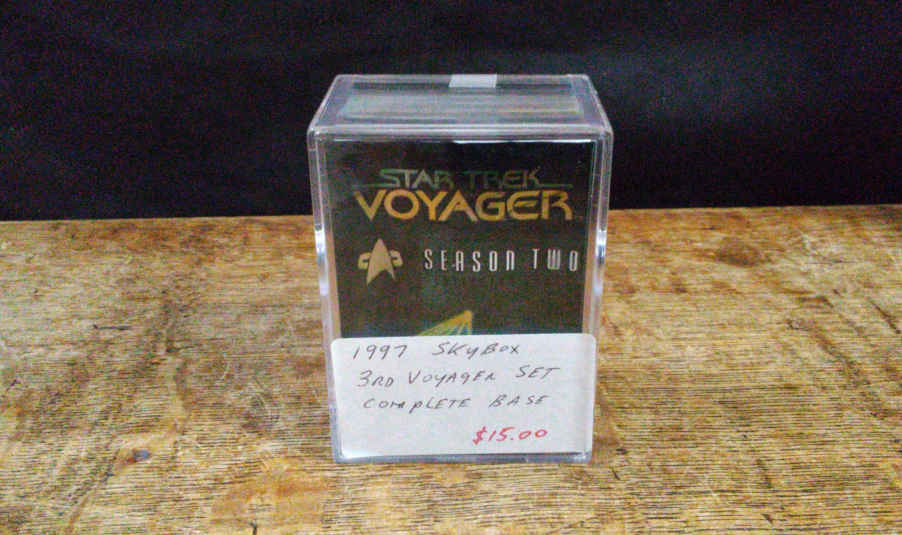 STAR TREK
VOYAGER
SEASON TWO
1997 SKYBOX
3RD VOYAGER SET
COMPLETE BASE
$15.00